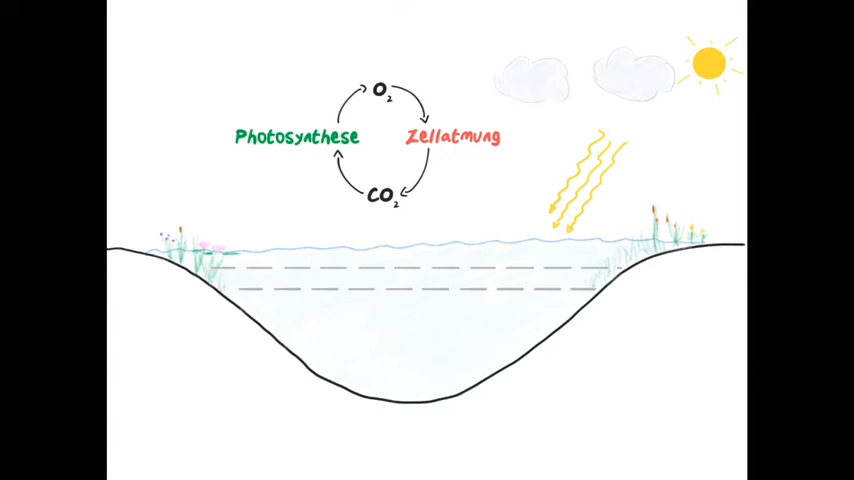 O₂
Photosynthese
Zellatmung
CO₂